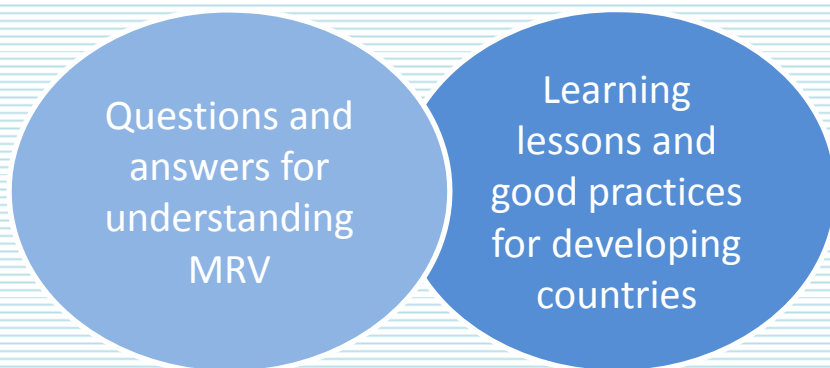 Questions and
answers for
understanding
MRV
Learning
lessons and
good practices
for developing
countries